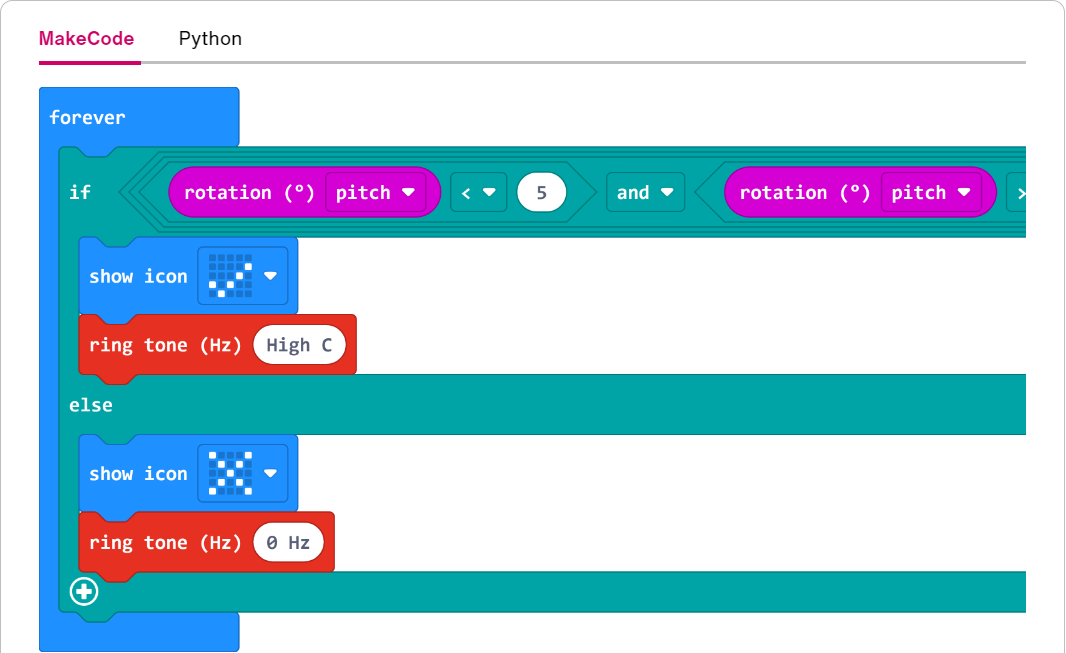 MakeCode Python
forever
if rotation (°) pitch < 5 and rotation (°) pitch >
show icon
ring tone (Hz) High C
else
show icon
ring tone (Hz) 0 Hz